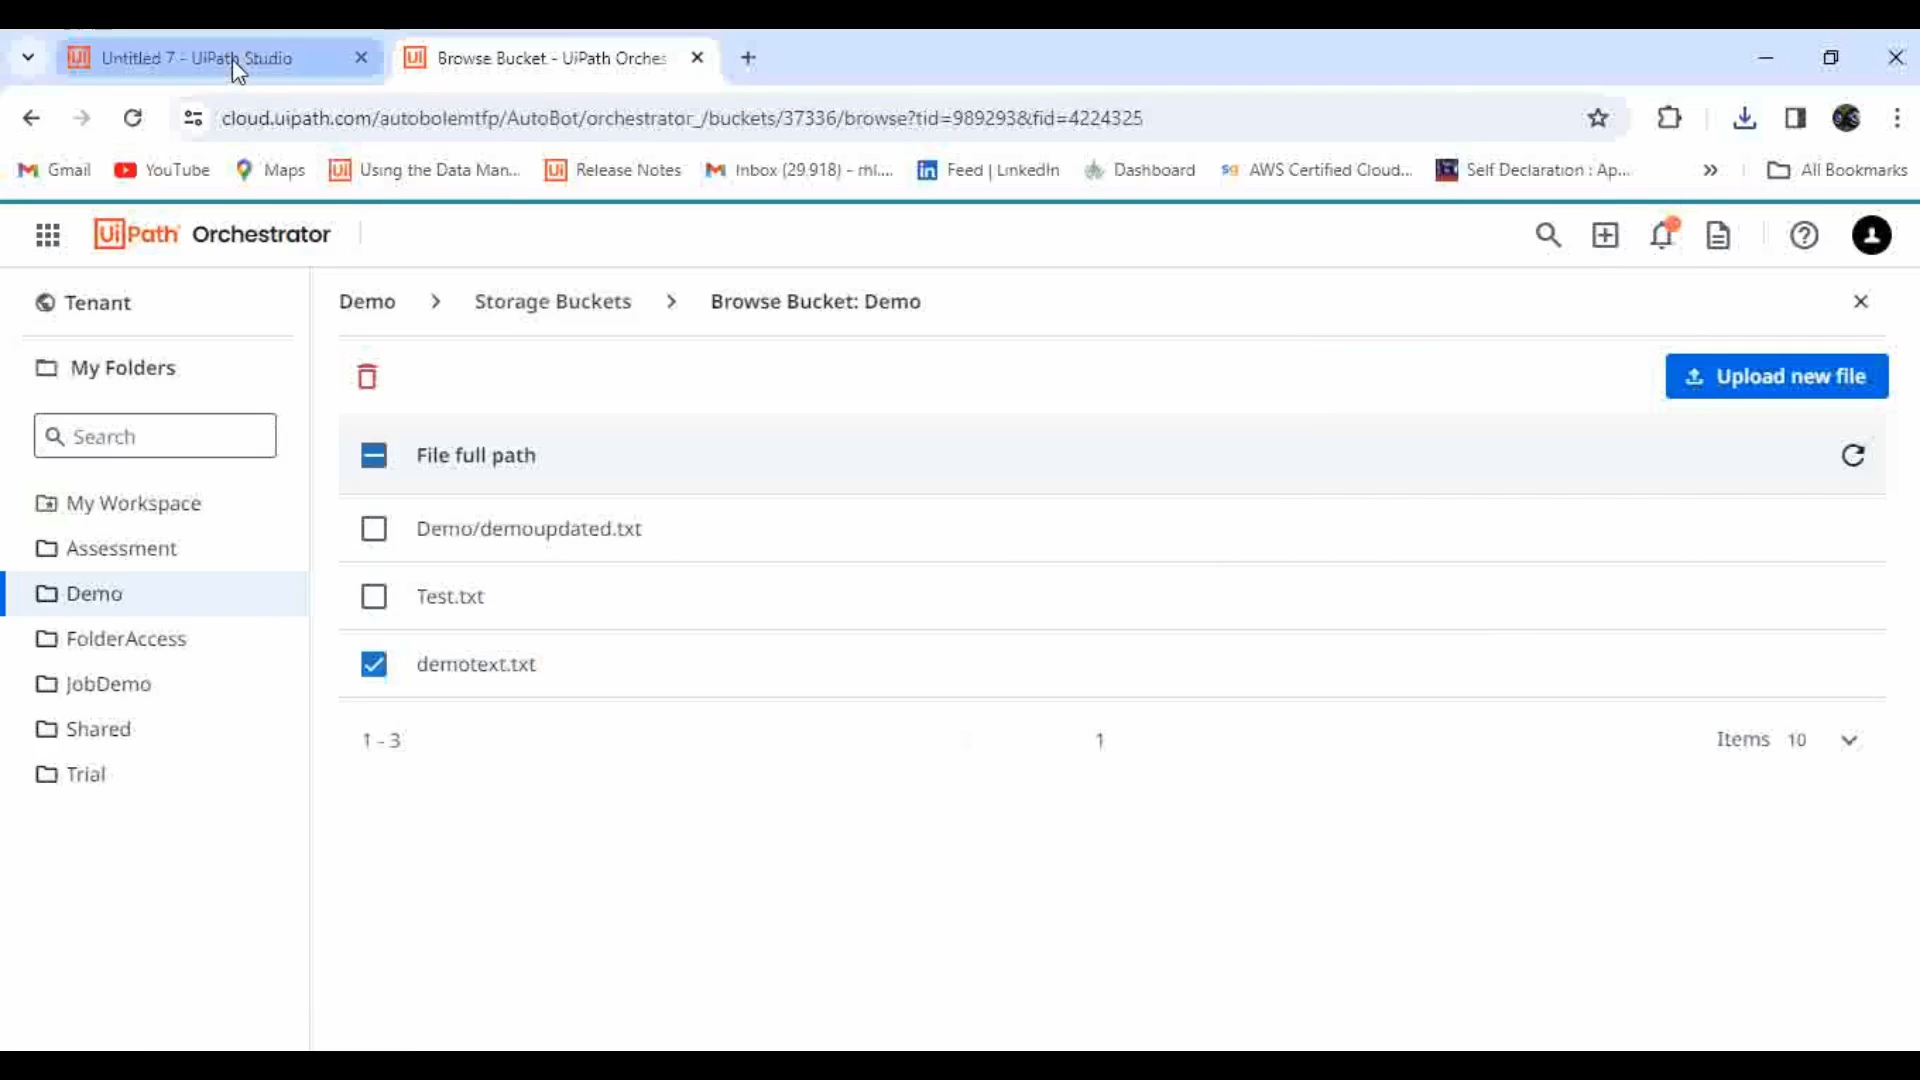 Untitled 7 - UiPath Studio
Browse Bucket - UiPath Orches
cloud.uipath.com/autobolemtfp/AutoBot/orchestrator_/buckets/37336/browse?tid=989293&fid=4224325
Gmail YouTube Maps Using the Data Man... Release Notes Inbox (29,918) - rhi.... Feed | LinkedIn Dashboard AWS Certified Cloud... Self Declaration : Ap... All Bookmarks
UiPath Orchestrator
Tenant
My Folders
Search
My Workspace
Assessment
Demo
FolderAccess
JobDemo
Shared
Trial
Demo > Storage Buckets > Browse Bucket: Demo
Upload new file
File full path
Demo/demoupdated.txt
Test.txt
demotext.txt
1 - 3
1
Items 10